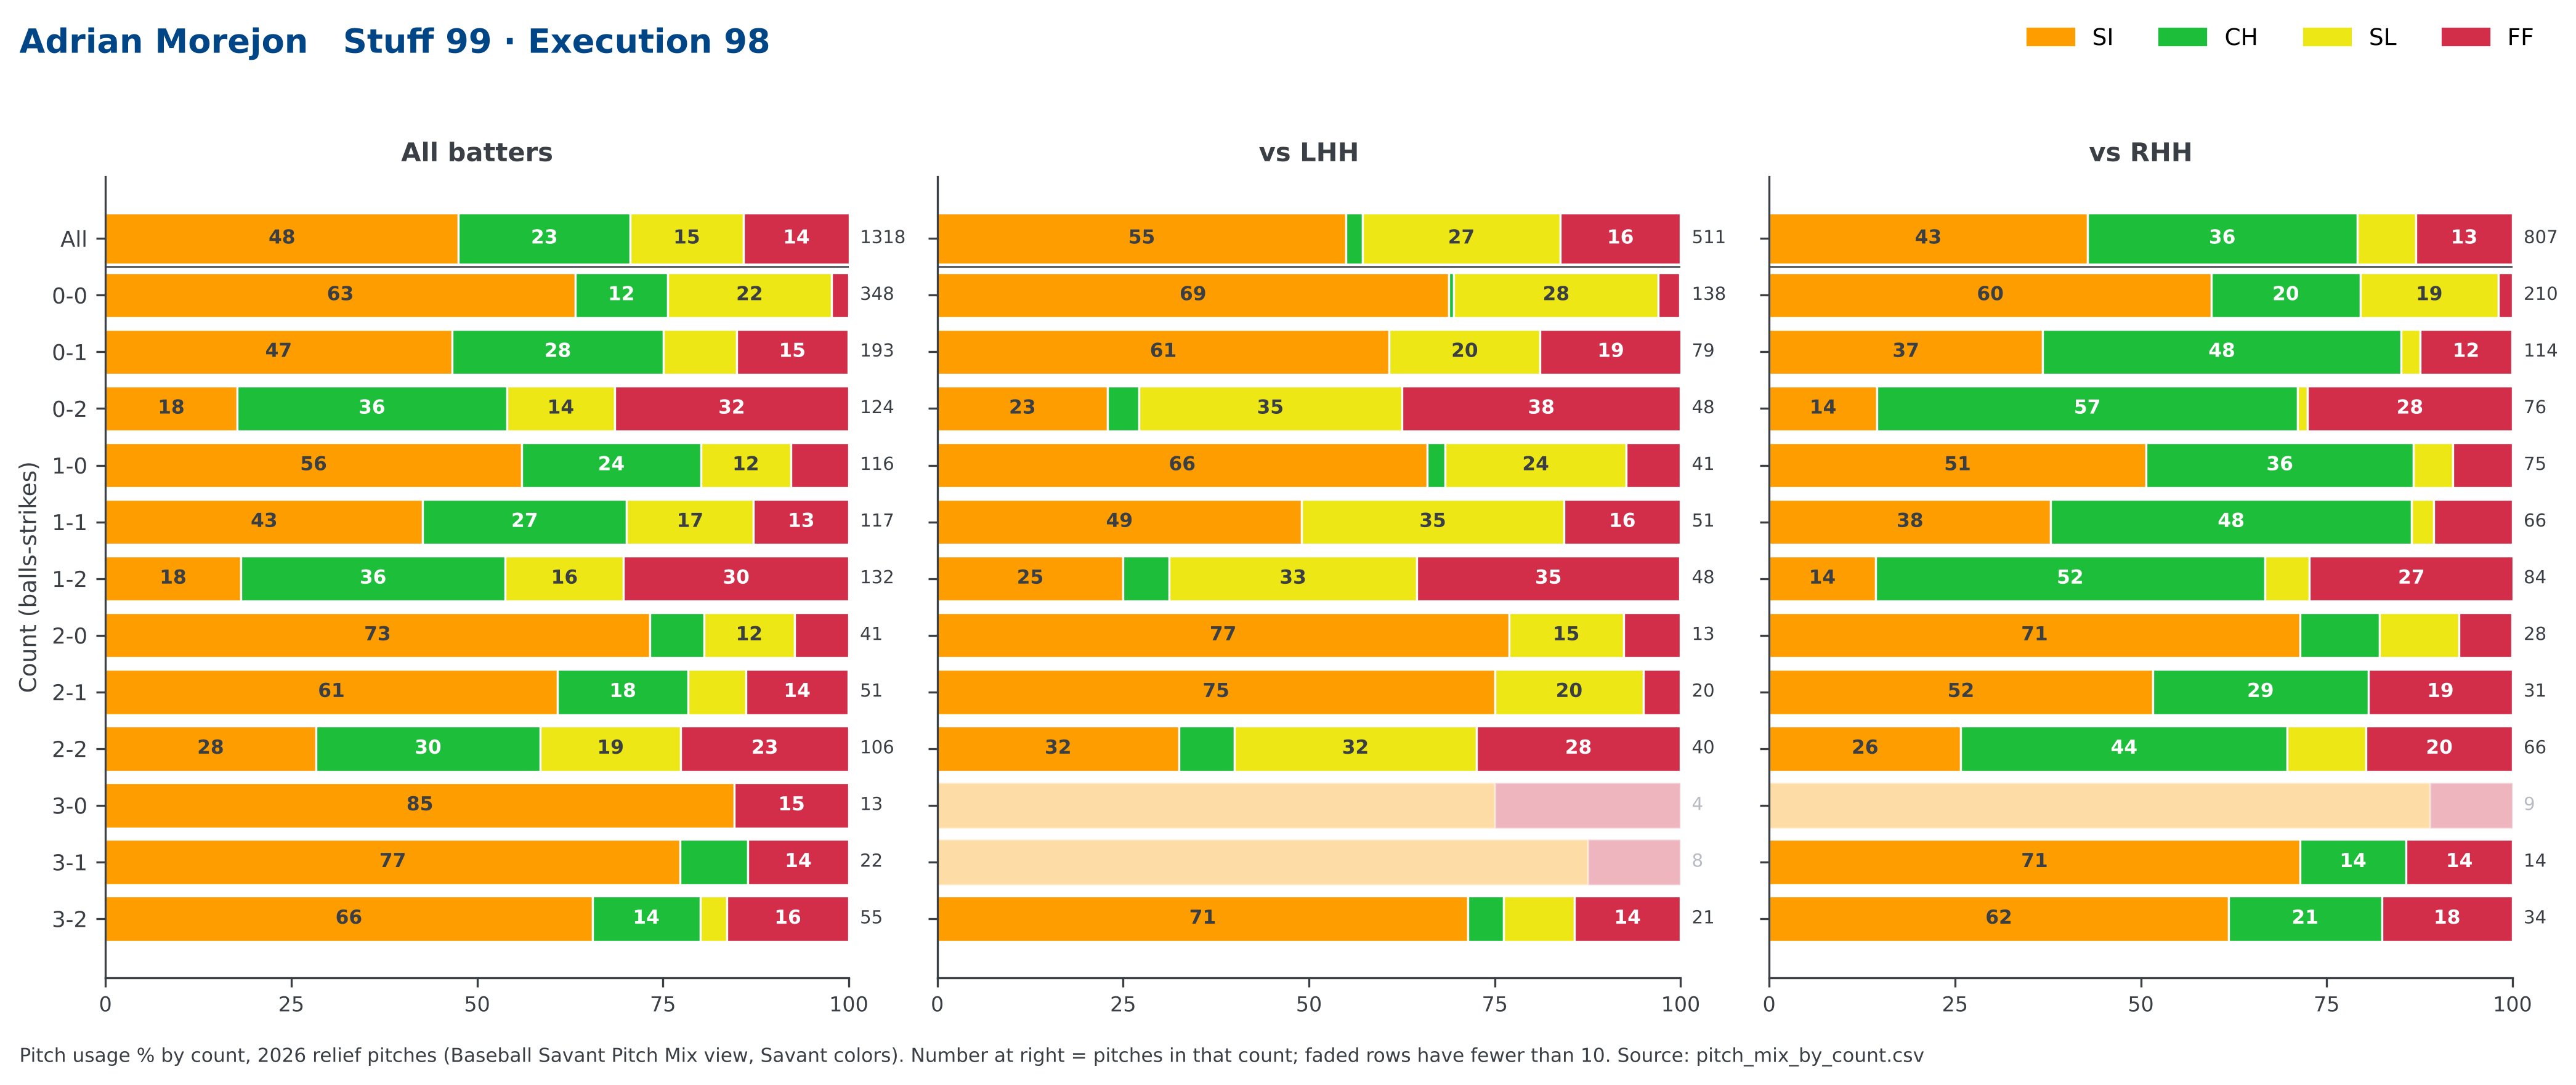 Adrian Morejon   Stuff 99 · Execution 98
SI CH SL FF
All batters vs LHH vs RHH
Count (balls-strikes)
All 48 23 15 14 1318 55 27 16 511 43 36 13 807
0-0 63 12 22 348 69 28 138 60 20 19 210
0-1 47 28 15 193 61 20 19 79 37 48 12 114
0-2 18 36 14 32 124 23 35 38 48 14 57 28 76
1-0 56 24 12 116 66 24 41 51 36 75
1-1 43 27 17 13 117 49 35 16 51 38 48 66
1-2 18 36 16 30 132 25 33 35 48 14 52 27 84
2-0 73 12 41 77 15 13 71 28
2-1 61 18 14 51 75 20 20 52 29 19 31
2-2 28 30 19 23 106 32 32 28 40 26 44 20 66
3-0 85 15 13 4 9
3-1 77 14 22 8 71 14 14 14
3-2 66 14 16 55 71 14 21 62 21 18 34
0 25 50 75 100 0 25 50 75 100 0 25 50 75 100
Pitch usage % by count, 2026 relief pitches (Baseball Savant Pitch Mix view, Savant colors). Number at right = pitches in that count; faded rows have fewer than 10. Source: pitch_mix_by_count.csv